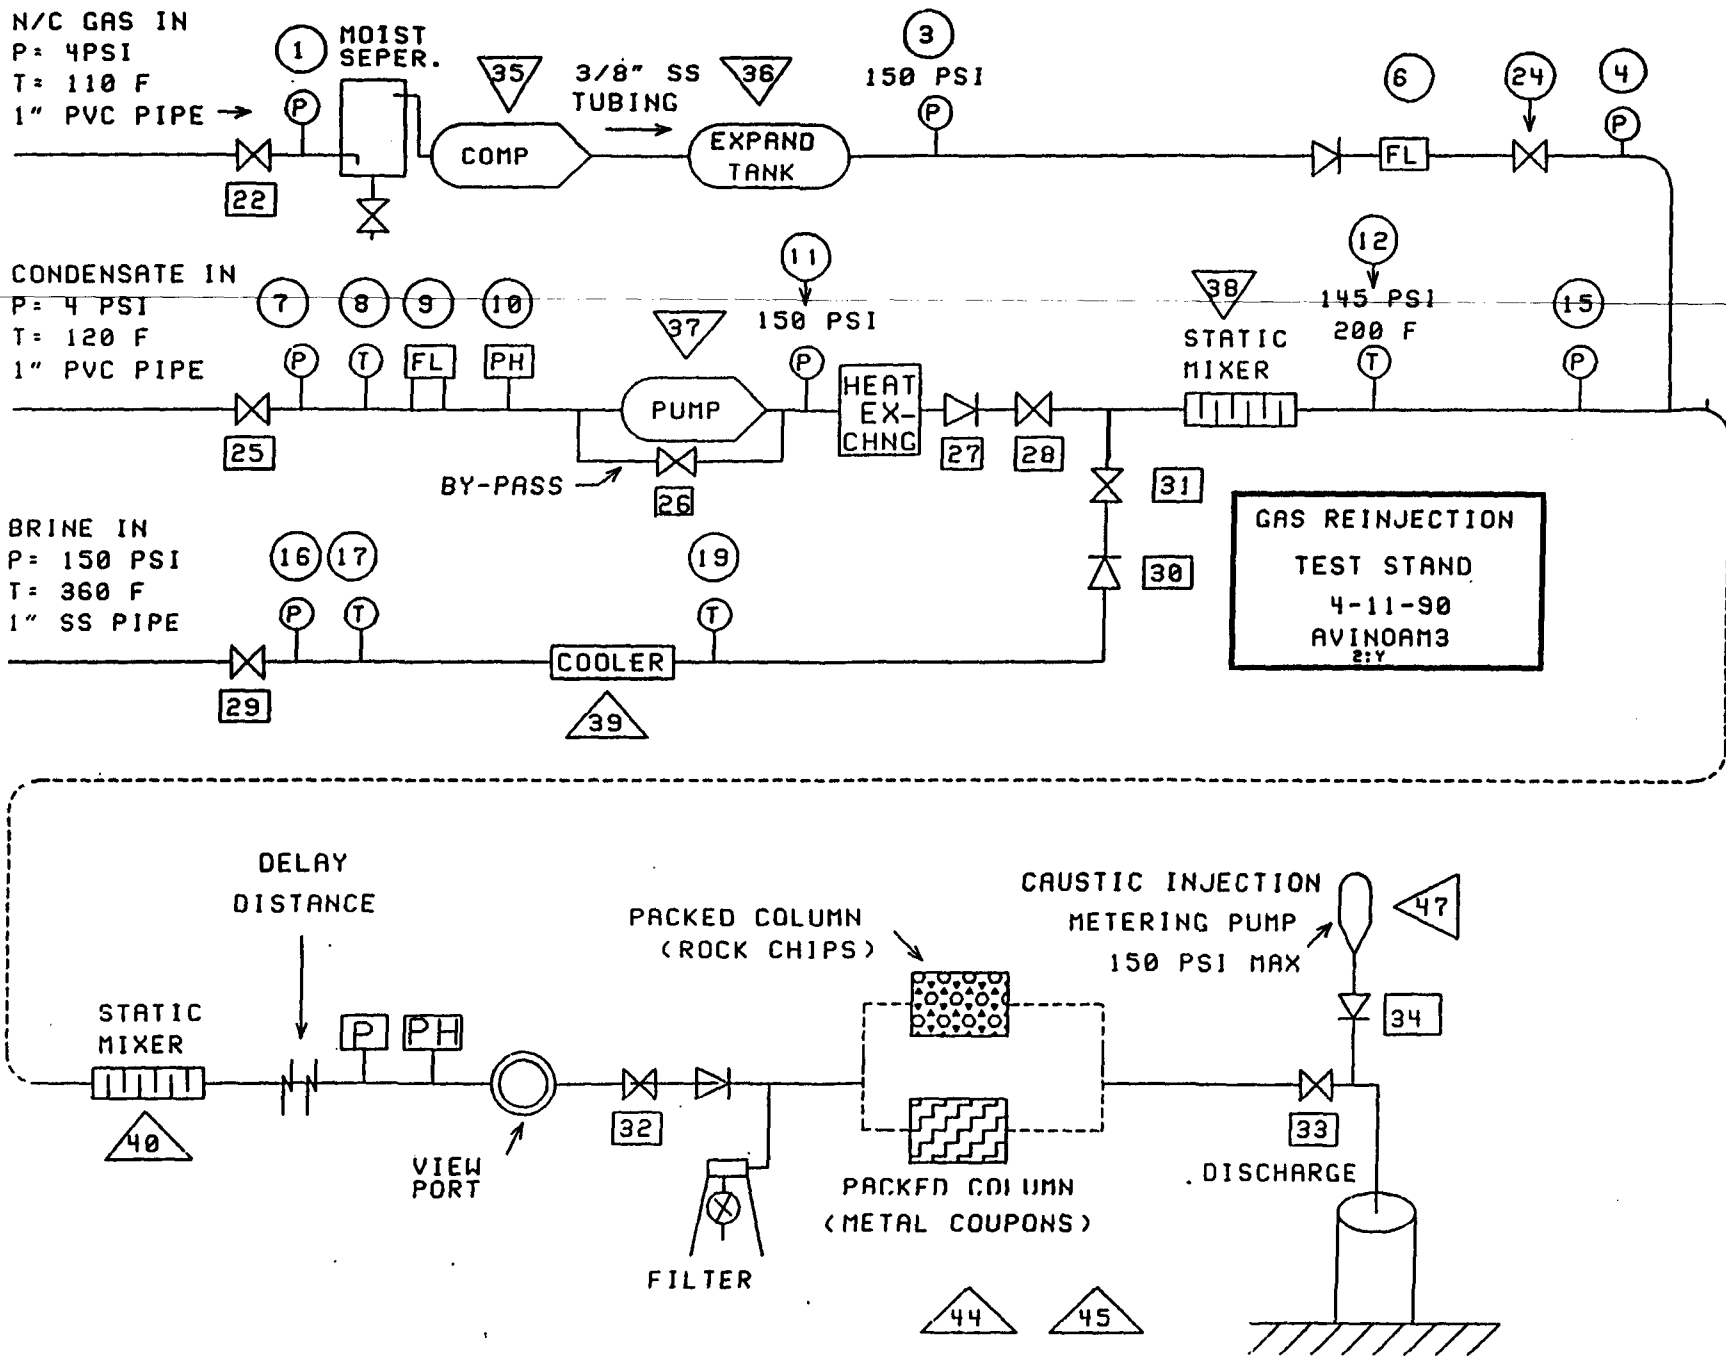 N/C GAS IN
P= 4PSI
T= 110 F
1" PVC PIPE
1
MOIST
SEPER.
P
22
35
COMP
3/8" SS
TUBING
36
EXPAND
TANK
3
150 PSI
P
6
FL
24
4
P
CONDENSATE IN
P= 4 PSI
T= 120 F
1" PVC PIPE
7
P
8
T
9
FL
10
PH
25
37
PUMP
BY-PASS
26
11
150 PSI
P
HEAT
EX-
CHNG
27
28
38
STATIC
MIXER
12
145 PSI
200 F
T
15
P
31
30
BRINE IN
P= 150 PSI
T= 360 F
1" SS PIPE
16
P
17
T
29
COOLER
39
19
T
GAS REINJECTION
TEST STAND
4-11-90
AVINOAM3
2:Y
DELAY
DISTANCE
STATIC
MIXER
40
P
PH
VIEW
PORT
32
FILTER
PACKED COLUMN
(ROCK CHIPS)
PACKED COLUMN
(METAL COUPONS)
44
45
CAUSTIC INJECTION
METERING PUMP
150 PSI MAX
47
34
33
DISCHARGE